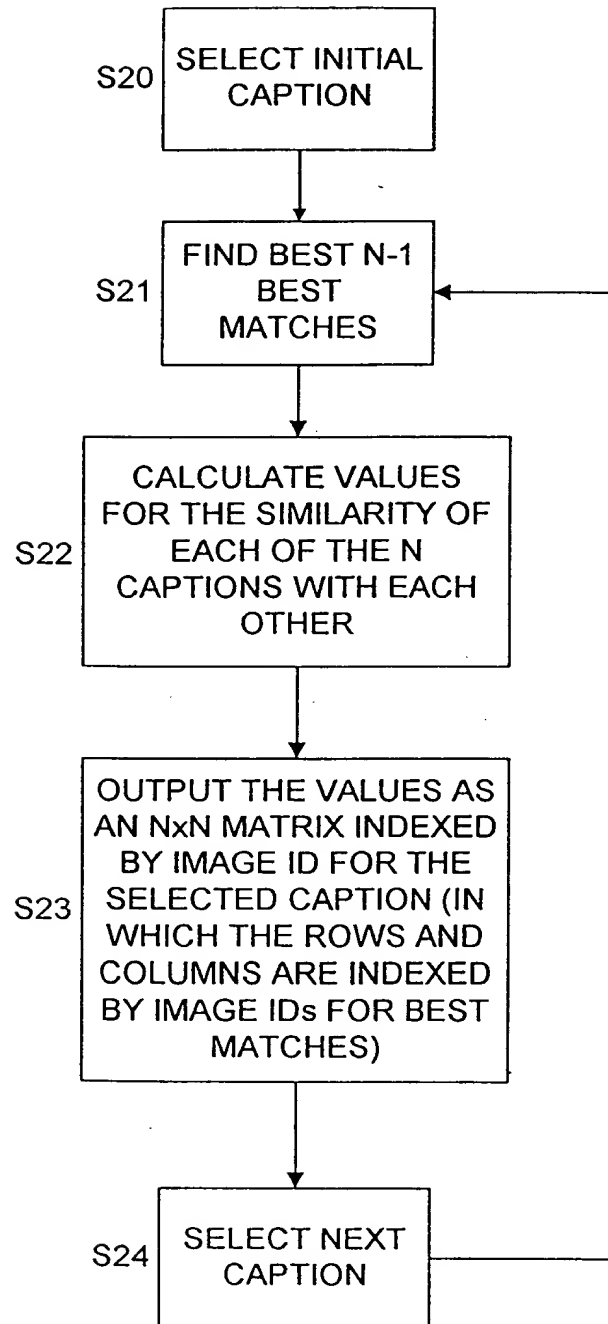 S20
SELECT INITIAL
CAPTION
S21
FIND BEST N-1
BEST
MATCHES
S22
CALCULATE VALUES
FOR THE SIMILARITY OF
EACH OF THE N
CAPTIONS WITH EACH
OTHER
S23
OUTPUT THE VALUES AS
AN NxN MATRIX INDEXED
BY IMAGE ID FOR THE
SELECTED CAPTION (IN
WHICH THE ROWS AND
COLUMNS ARE INDEXED
BY IMAGE IDs FOR BEST
MATCHES)
S24
SELECT NEXT
CAPTION